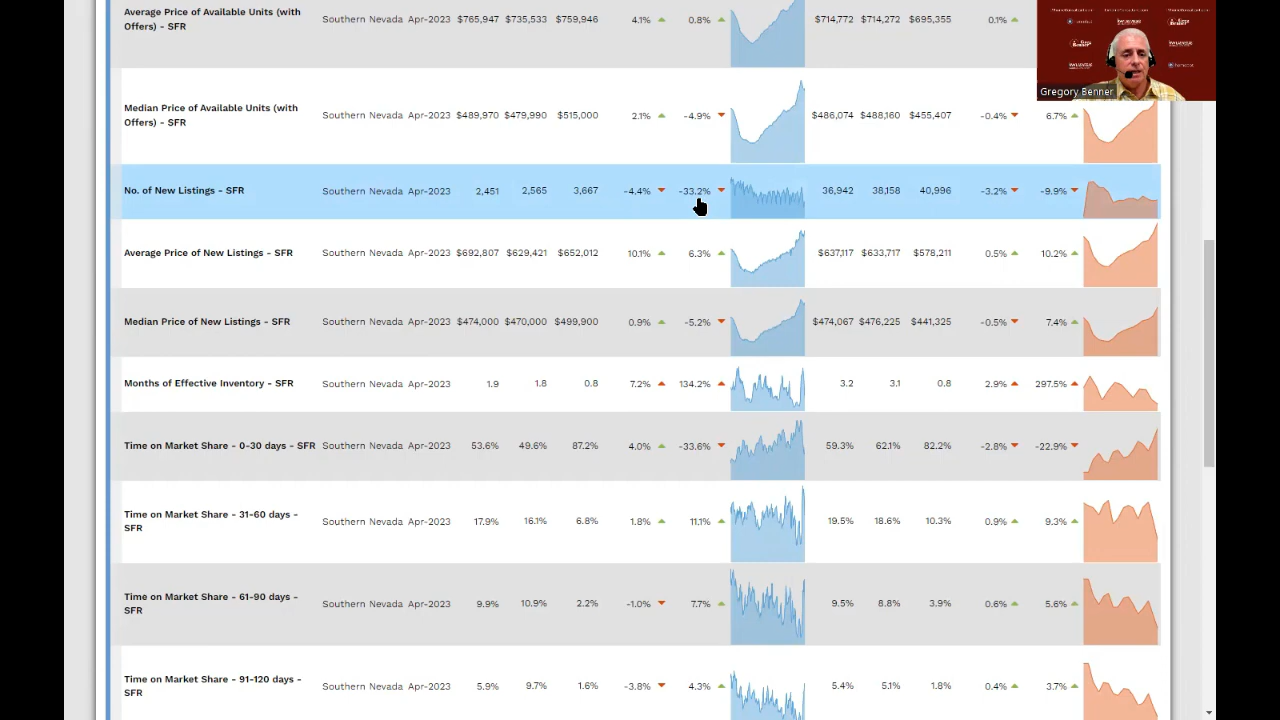 Average Price of Available Units (with
Offers) - SFR
Southern Nevada Apr-2023 $735,533 4.1% 0.8% $714,272 $695,355 0.1%
Gregory Benner
Median Price of Available Units (with
Offers) - SFR
Southern Nevada Apr-2023 $489,970 $479,990 $515,000 2.1% -4.9% $486,074 $488,160 $455,407 -0.4% 6.7%
No. of New Listings - SFR Southern Nevada Apr-2023 2,451 2,565 3,667 -4.4% -33.2% 36,942 38,158 40,996 -3.2% -9.9%
Average Price of New Listings - SFR Southern Nevada Apr-2023 $692,807 $629,421 $652,012 10.1% 6.3% $637,117 $633,717 $578,211 0.5% 10.2%
Median Price of New Listings - SFR Southern Nevada Apr-2023 $474,000 $470,000 $499,900 0.9% -5.2% $474,067 $476,225 $441,325 -0.5% 7.4%
Months of Effective Inventory - SFR Southern Nevada Apr-2023 1.9 1.8 0.8 7.2% 134.2% 3.2 3.1 0.8 2.9% 297.5%
Time on Market Share - 0-30 days - SFR Southern Nevada Apr-2023 53.6% 49.6% 87.2% 4.0% -33.6% 59.3% 62.1% 82.2% -2.8% -22.9%
Time on Market Share - 31-60 days -
SFR
Southern Nevada Apr-2023 17.9% 16.1% 6.8% 1.8% 11.1% 19.5% 18.6% 10.3% 0.9% 9.3%
Time on Market Share - 61-90 days -
SFR
Southern Nevada Apr-2023 9.9% 10.9% 2.2% -1.0% 7.7% 9.5% 8.8% 3.9% 0.6% 5.6%
Time on Market Share - 91-120 days -
SFR
Southern Nevada Apr-2023 5.9% 9.7% 1.6% -3.8% 4.3% 5.4% 5.1% 1.8% 0.4% 3.7%